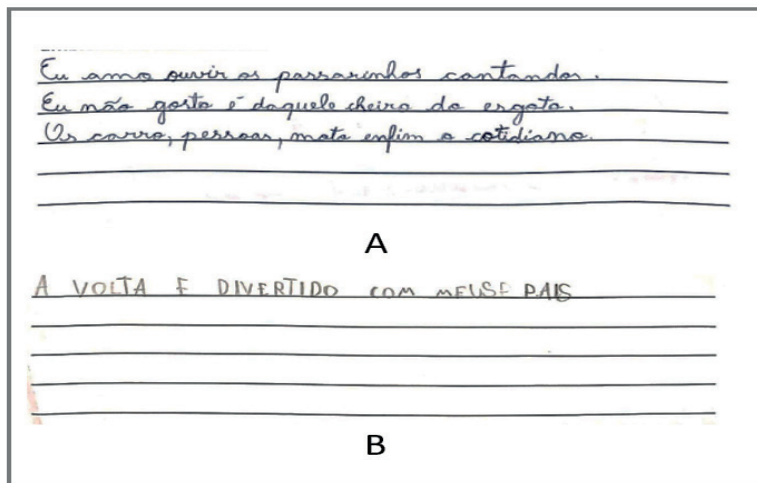 Eu amo ouvir os passarinhos cantandos.
Eu não gosto é daquele cheiro do esgoto.
Os carro, pessoas, moto enfim o cotidiano.
A
A VOLTA E DIVERTIDO COM MEUSE PAIS
B